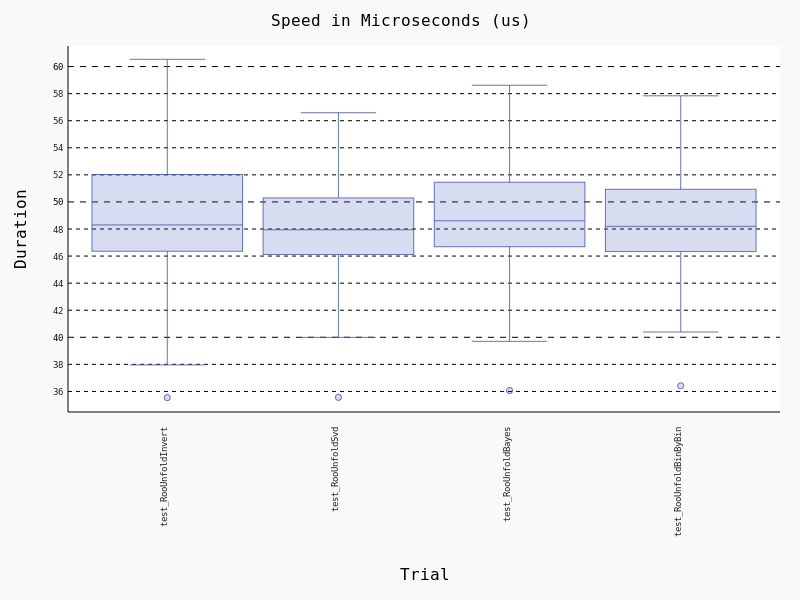 Speed in Microseconds (us)
Duration
60
58
56
54
52
50
48
46
44
42
40
38
36
test_RooUnfoldInvert
test_RooUnfoldSvd
test_RooUnfoldBayes
test_RooUnfoldBinByBin
Trial